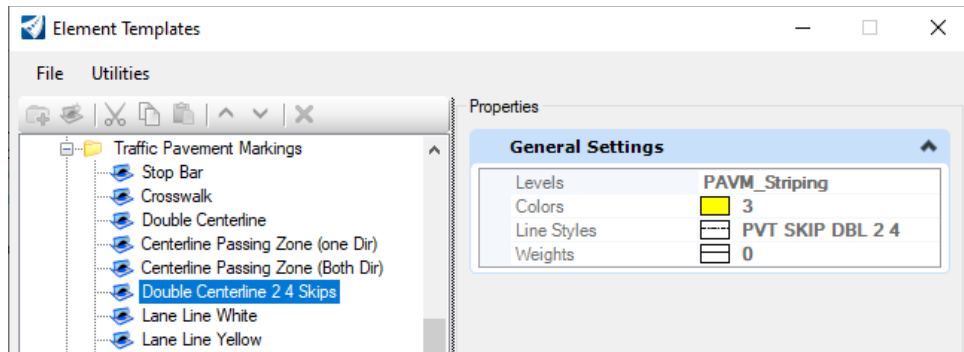 Element Templates
File Utilities
Properties
Traffic Pavement Markings
Stop Bar
Crosswalk
Double Centerline
Centerline Passing Zone (one Dir)
Centerline Passing Zone (Both Dir)
Double Centerline 2 4 Skips
Lane Line White
Lane Line Yellow
General Settings
Levels PAVM_Striping
Colors 3
Line Styles PVT SKIP DBL 2 4
Weights 0